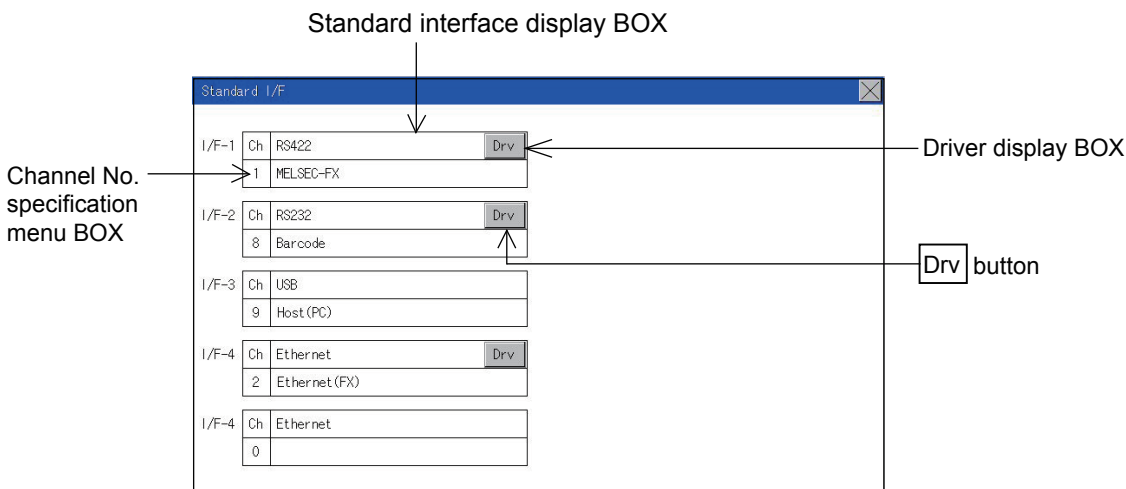 Standard interface display BOX
Standard I/F
I/F-1 Ch RS422 Drv
1 MELSEC-FX
Driver display BOX
Channel No.
specification
menu BOX
I/F-2 Ch RS232 Drv
8 Barcode
Drv button
I/F-3 Ch USB
9 Host(PC)
I/F-4 Ch Ethernet Drv
2 Ethernet(FX)
I/F-4 Ch Ethernet
0